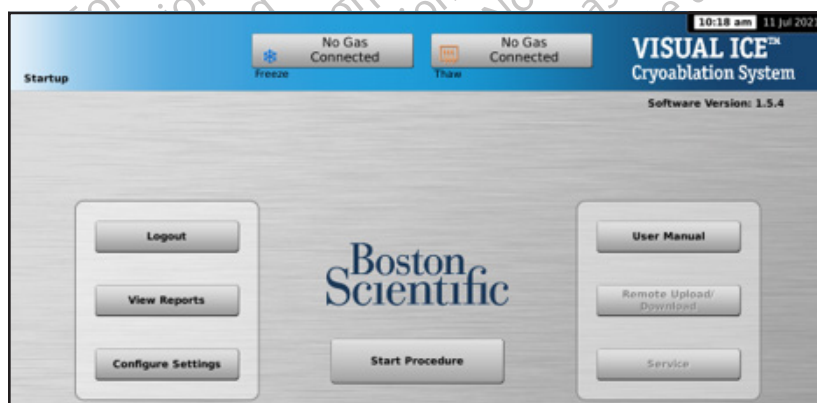 10:18 am 11 Jul 2021
No Gas
Connected
No Gas
Connected
Freeze
Thaw
VISUAL ICE™
Cryoablation System
Startup
Software Version: 1.5.4
Logout
View Reports
Configure Settings
Boston
Scientific
Start Procedure
User Manual
Remote Upload/
Download
Service